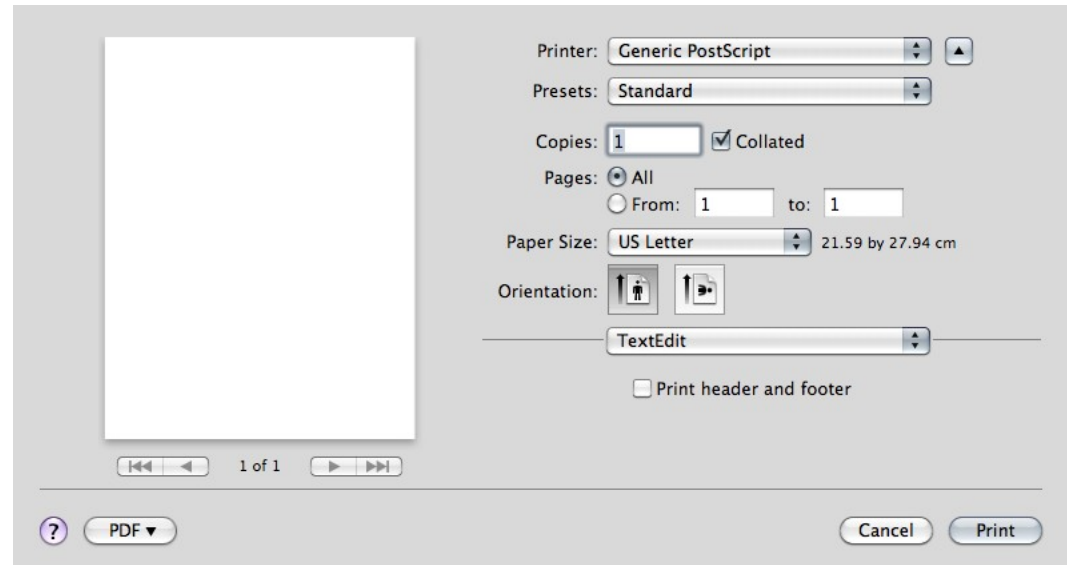 Printer: Generic PostScript
Presets: Standard
Copies: 1 Collated
Pages: All
From: 1 to: 1
Paper Size: US Letter 21.59 by 27.94 cm
Orientation:
TextEdit
Print header and footer
1 of 1
? PDF Cancel Print